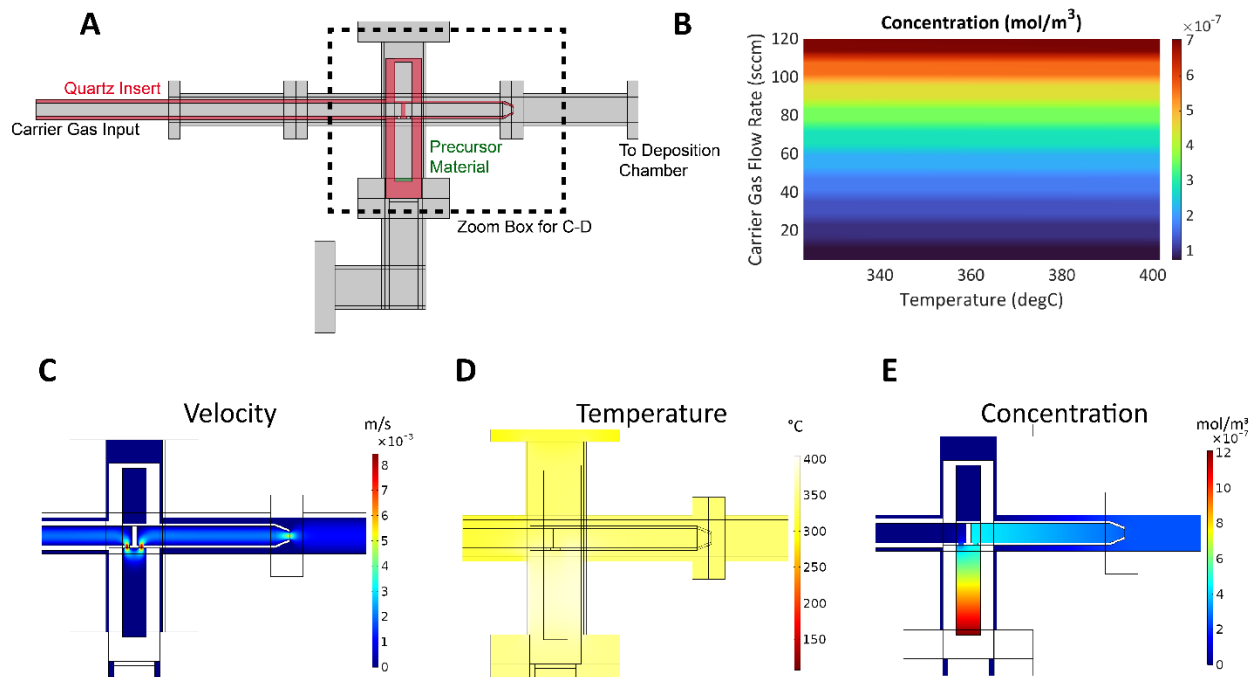 A
Quartz Insert
Carrier Gas Input
Precursor
Material
To Deposition
Chamber
Zoom Box for C-D
B
Concentration (mol/m³)
×10⁻⁷
Carrier Gas Flow Rate (sccm)
120
100
80
60
40
20
340
360
380
400
Temperature (degC)
7
6
5
4
3
2
1
C
Velocity
m/s
×10⁻³
8
7
6
5
4
3
2
1
0
D
Temperature
°C
400
350
300
250
200
150
E
Concentration
mol/m³
×10⁻⁷
12
10
8
6
4
2
0